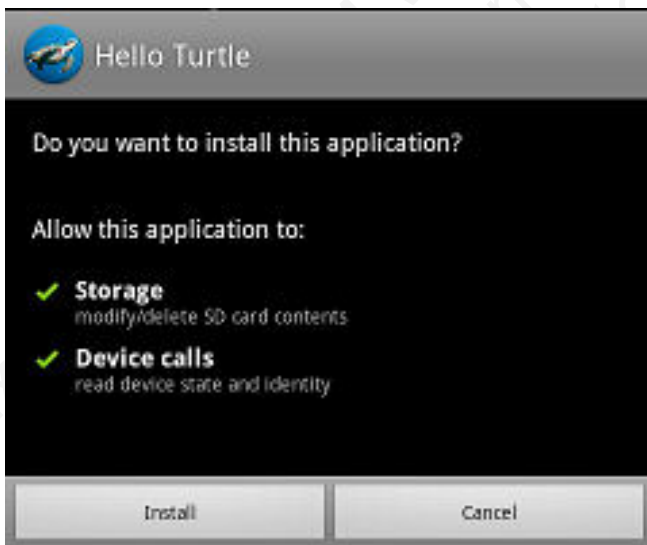 Hello Turtle
Do you want to install this application?
Allow this application to:
Storage
modify/delete SD card contents
Device calls
read device state and identity
Install
Cancel